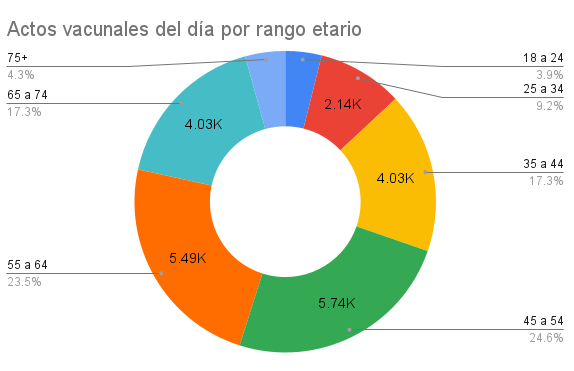 Actos vacunales del día por rango etario
75+
4.3%
18 a 24
3.9%
25 a 34
9.2%
65 a 74
17.3%
2.14K
4.03K
35 a 44
17.3%
4.03K
5.49K
55 a 64
23.5%
5.74K
45 a 54
24.6%